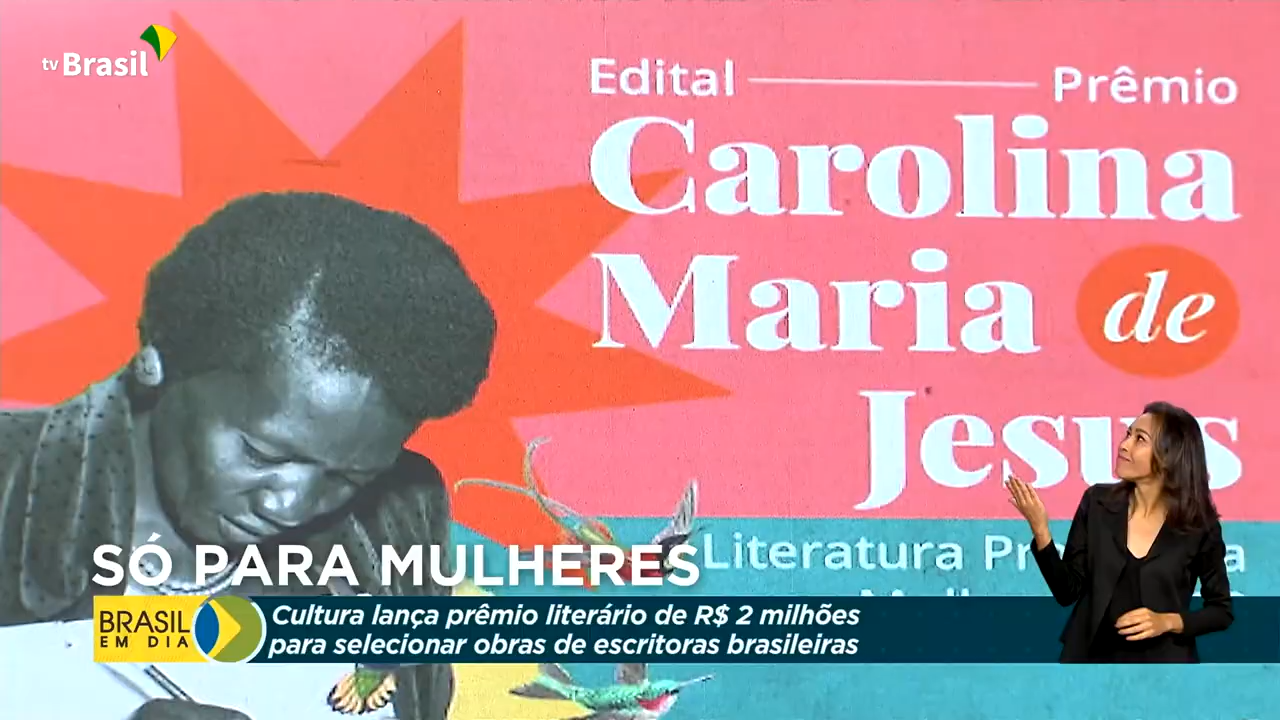 tv Brasil
Edital Prêmio
Carolina
Maria de
Jesus
Literatura
SÓ PARA MULHERES
BRASIL
EM DIA
Cultura lança prêmio literário de R$ 2 milhões
para selecionar obras de escritoras brasileiras